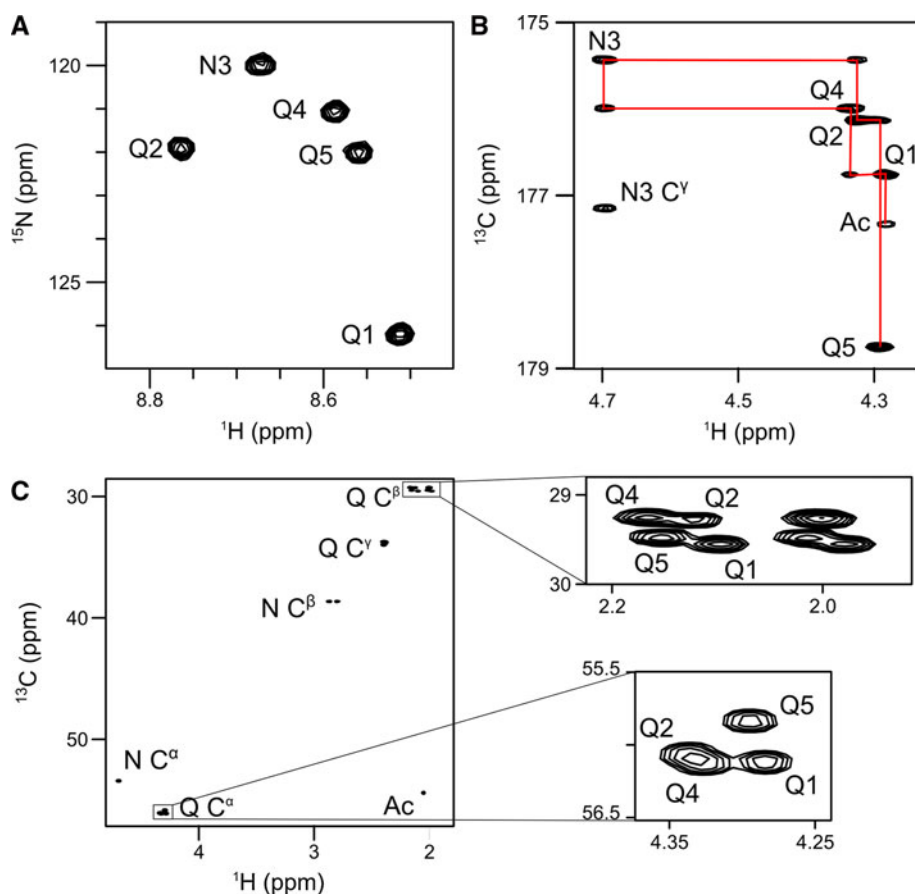 A
120
N3
Q4
Q2
Q5
¹⁵N (ppm)
125
Q1
8.8
8.6
¹H (ppm)
B
175
N3
Q4
Q2
Q1
¹³C (ppm)
177
N3 Cᵞ
Ac
Q5
179
4.7
4.5
4.3
¹H (ppm)
C
30
Q Cᵝ
Q Cᵞ
N Cᵝ
40
¹³C (ppm)
50
N Cᵅ
Q Cᵅ
Ac
4
3
2
¹H (ppm)
29
Q4
Q2
Q5
Q1
30
2.2
2.0
55.5
Q5
Q2
Q4
Q1
56.5
4.35
4.25